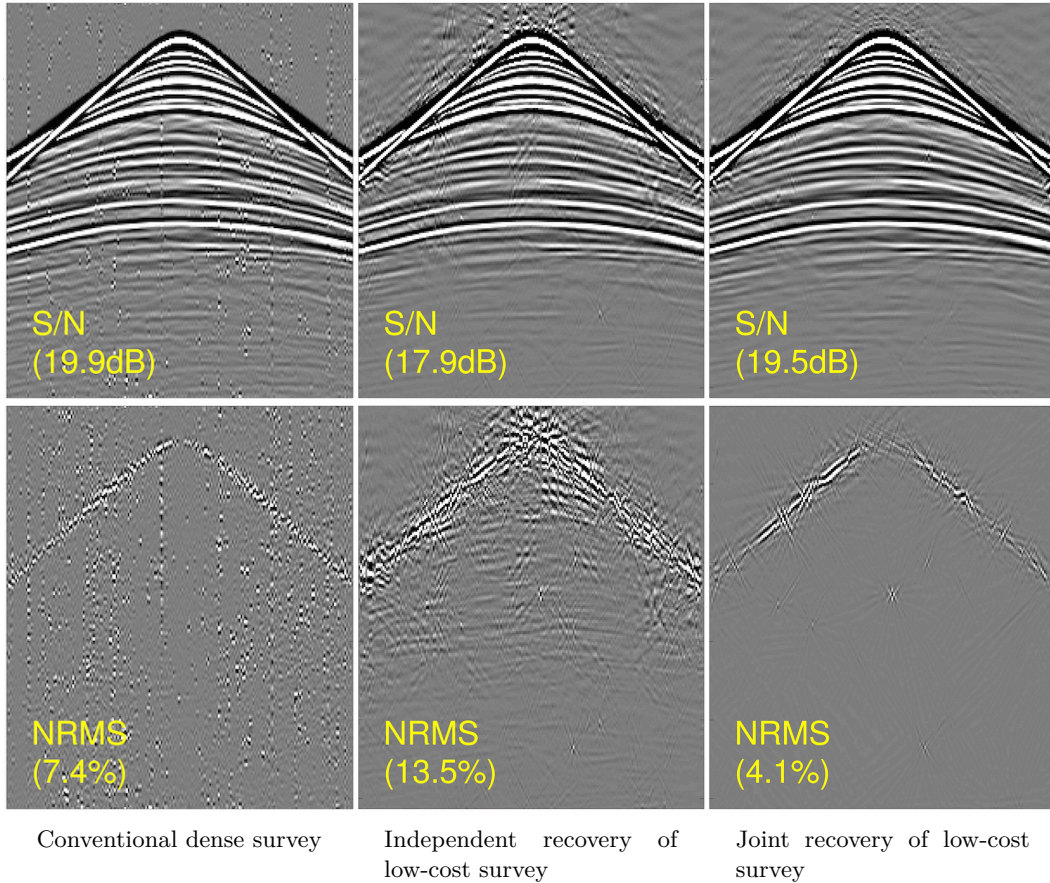 S/N
(19.9dB)
S/N
(17.9dB)
S/N
(19.5dB)
NRMS
(7.4%)
NRMS
(13.5%)
NRMS
(4.1%)
Conventional dense survey
Independent recovery of
low-cost survey
Joint recovery of low-cost
survey